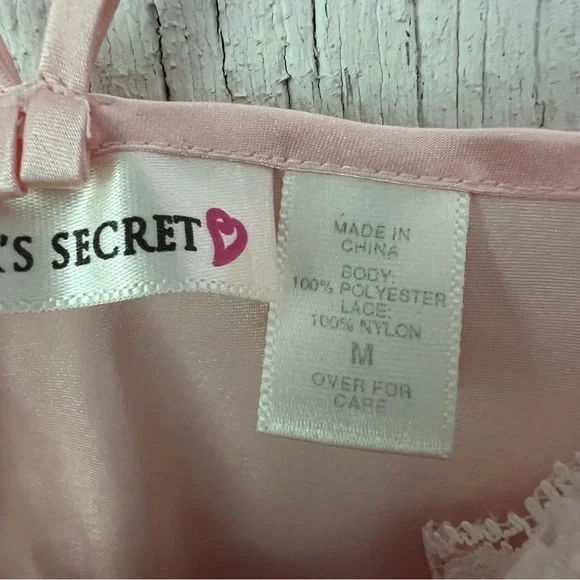 'S SECRET
MADE IN
CHINA
BODY:
100% POLYESTER
LACE:
100% NYLON
M
OVER FOR
CARE